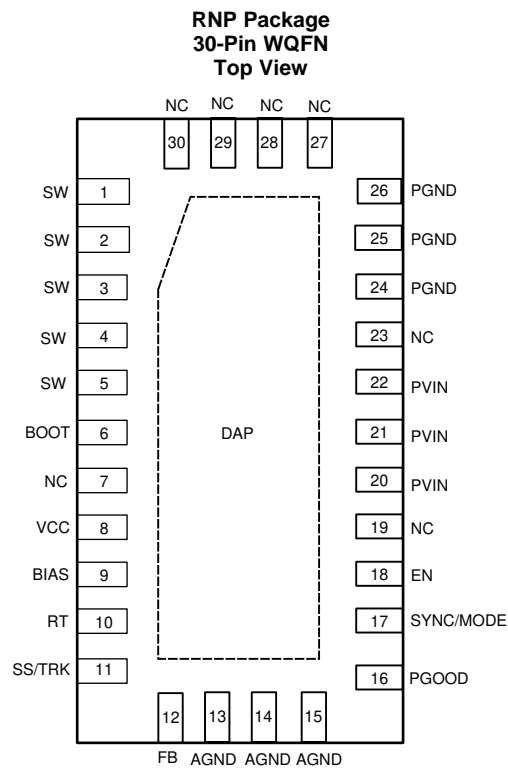 RNP Package
30-Pin WQFN
Top View
NC NC NC NC
30 29 28 27
SW 1 26 PGND
SW 2 25 PGND
SW 3 24 PGND
SW 4 23 NC
SW 5 22 PVIN
BOOT 6 DAP 21 PVIN
NC 7 20 PVIN
VCC 8 19 NC
BIAS 9 18 EN
RT 10 17 SYNC/MODE
SS/TRK 11 16 PGOOD
12 13 14 15
FB AGND AGND AGND